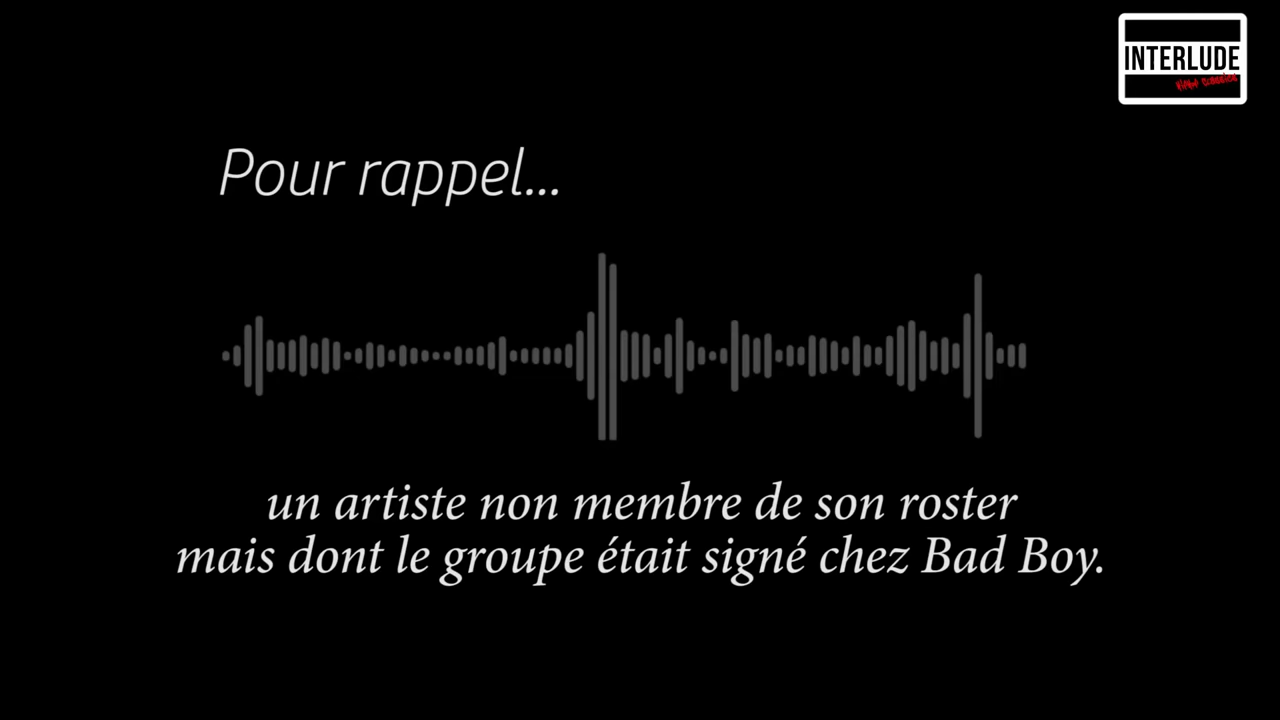 INTERLUDE
Pour rappel...
un artiste non membre de son roster
mais dont le groupe était signé chez Bad Boy.